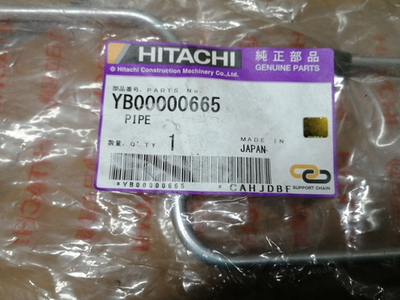 HITACHI
純正部品
GENUINE PARTS
© Hitachi Construction Machinery Co.,Ltd.
部品番号. PARTS No.
YB00000665
PIPE
数量. Q'TY 1
MADE IN
JAPAN
*YB00000665 * CAHJDBF
SUPPORT CHAIN